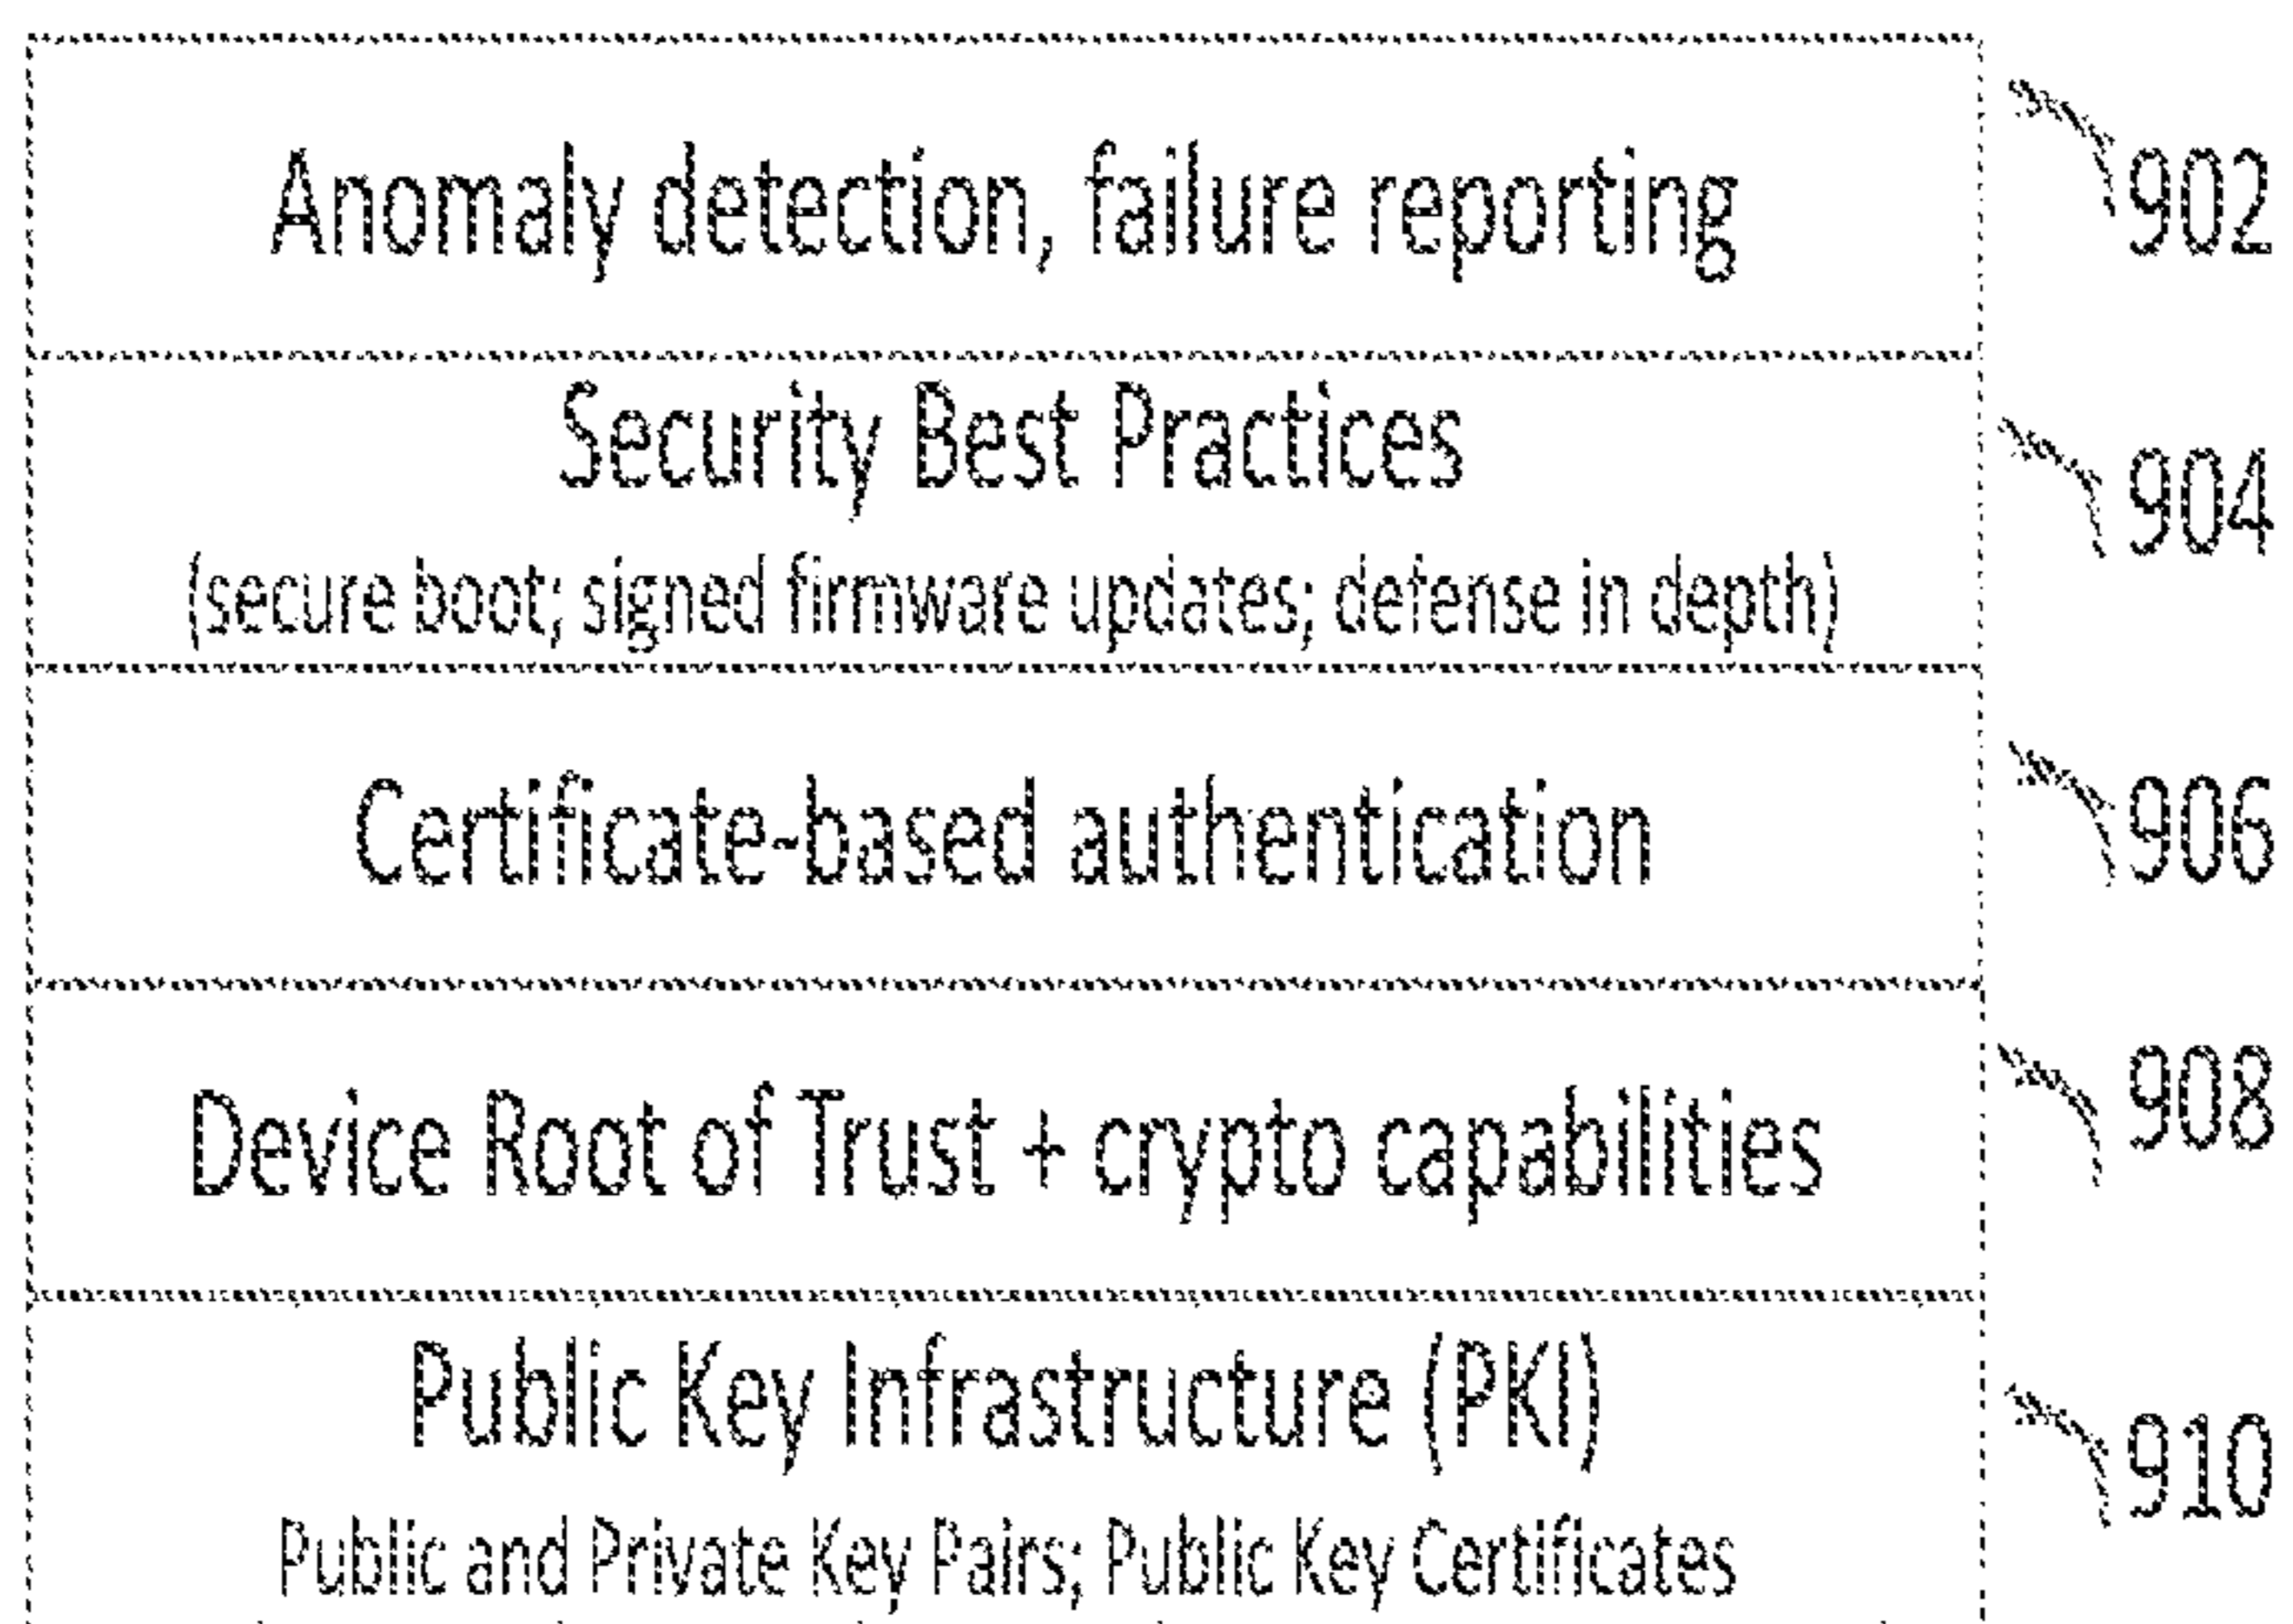 Anomaly detection, failure reporting
902
Security Best Practices
904
(secure boot; signed firmware updates; defense in depth)
Certificate-based authentication
906
Device Root of Trust + crypto capabilities
908
Public Key Infrastructure (PKI)
910
Public and Private Key Pairs; Public Key Certificates